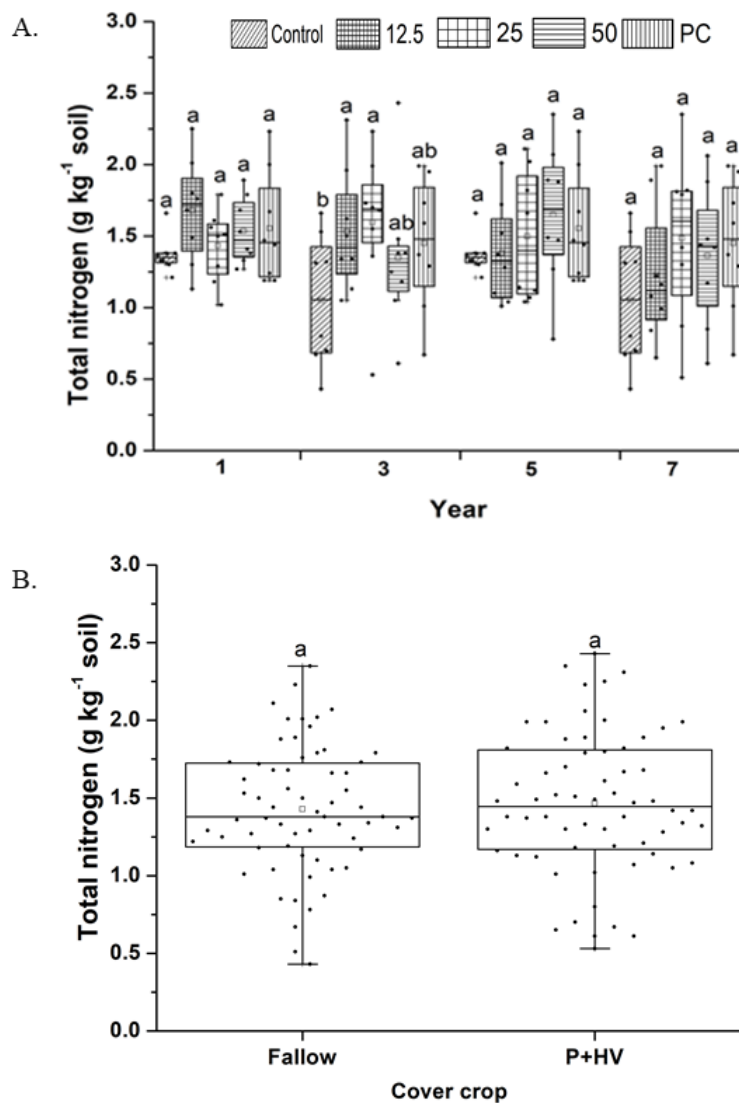 A.
Control 12.5 25 50 PC
Total nitrogen (g kg⁻¹ soil)
3.0
2.5
2.0
1.5
1.0
0.5
0.0
a a a a a
b a a ab ab
a a a a a
a a a a a
1 3 5 7
Year
B.
Total nitrogen (g kg⁻¹ soil)
3.0
2.5
2.0
1.5
1.0
0.5
0.0
a a
Fallow P+HV
Cover crop